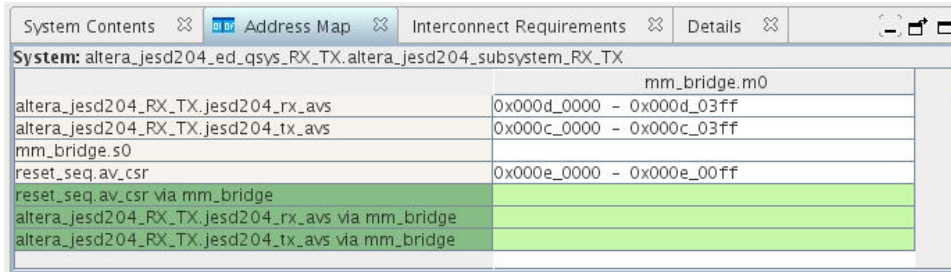 System Contents Address Map Interconnect Requirements Details
System: altera_jesd204_ed_qsys_RX_TX.altera_jesd204_subsystem_RX_TX
mm_bridge.m0
altera_jesd204_RX_TX.jesd204_rx_avs 0x000d_0000 - 0x000d_03ff
altera_jesd204_RX_TX.jesd204_tx_avs 0x000c_0000 - 0x000c_03ff
mm_bridge.s0
reset_seq.av_csr 0x000e_0000 - 0x000e_00ff
reset_seq.av_csr via mm_bridge
altera_jesd204_RX_TX.jesd204_rx_avs via mm_bridge
altera_jesd204_RX_TX.jesd204_tx_avs via mm_bridge